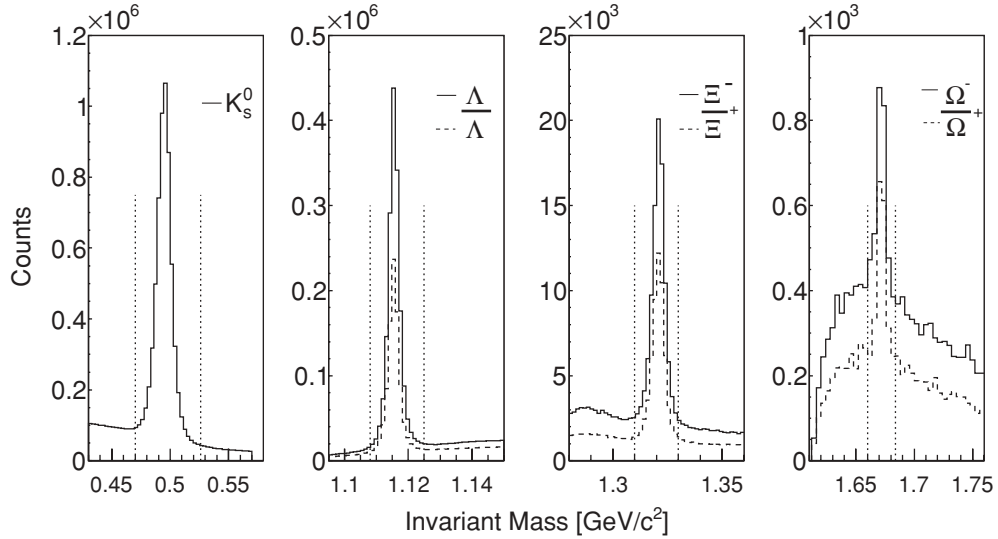 ×10⁶ ×10⁶ ×10³ ×10³
1.2 0.5 25 1
K⁰ₛ Λ Ξ⁻ Ω⁻
Λ̅ Ξ̅⁺ Ω̅⁺
1 0.4 20 0.8
0.8 0.3 15 0.6
0.6 0.2 10 0.4
0.4 0.1 5 0.2
0.2
0 0 0 0
0.45 0.5 0.55 1.1 1.12 1.14 1.3 1.35 1.65 1.7 1.75
Counts
Invariant Mass [GeV/c²]